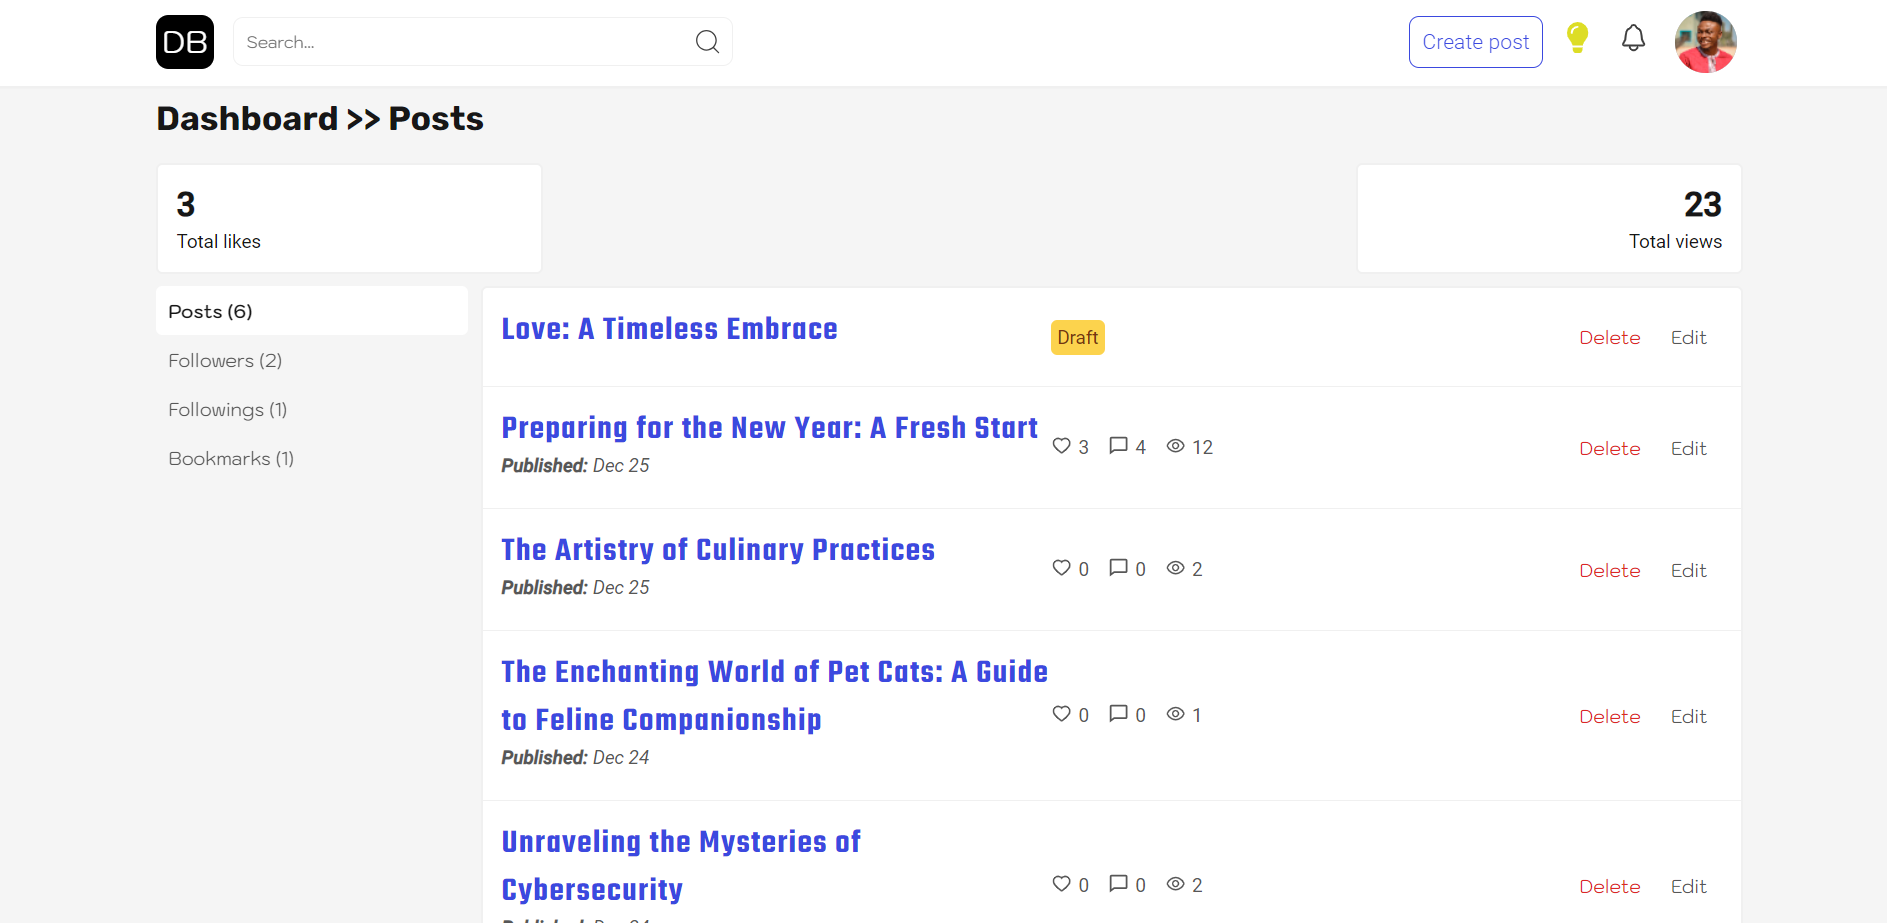 DB
Search...
Create post
Dashboard >> Posts
3
Total likes
23
Total views
Posts (6)
Followers (2)
Followings (1)
Bookmarks (1)
Love: A Timeless Embrace
Draft
Delete Edit
Preparing for the New Year: A Fresh Start
Published: Dec 25
3 4 12
Delete Edit
The Artistry of Culinary Practices
Published: Dec 25
0 0 2
Delete Edit
The Enchanting World of Pet Cats: A Guide
to Feline Companionship
Published: Dec 24
0 0 1
Delete Edit
Unraveling the Mysteries of
Cybersecurity
0 0 2
Delete Edit